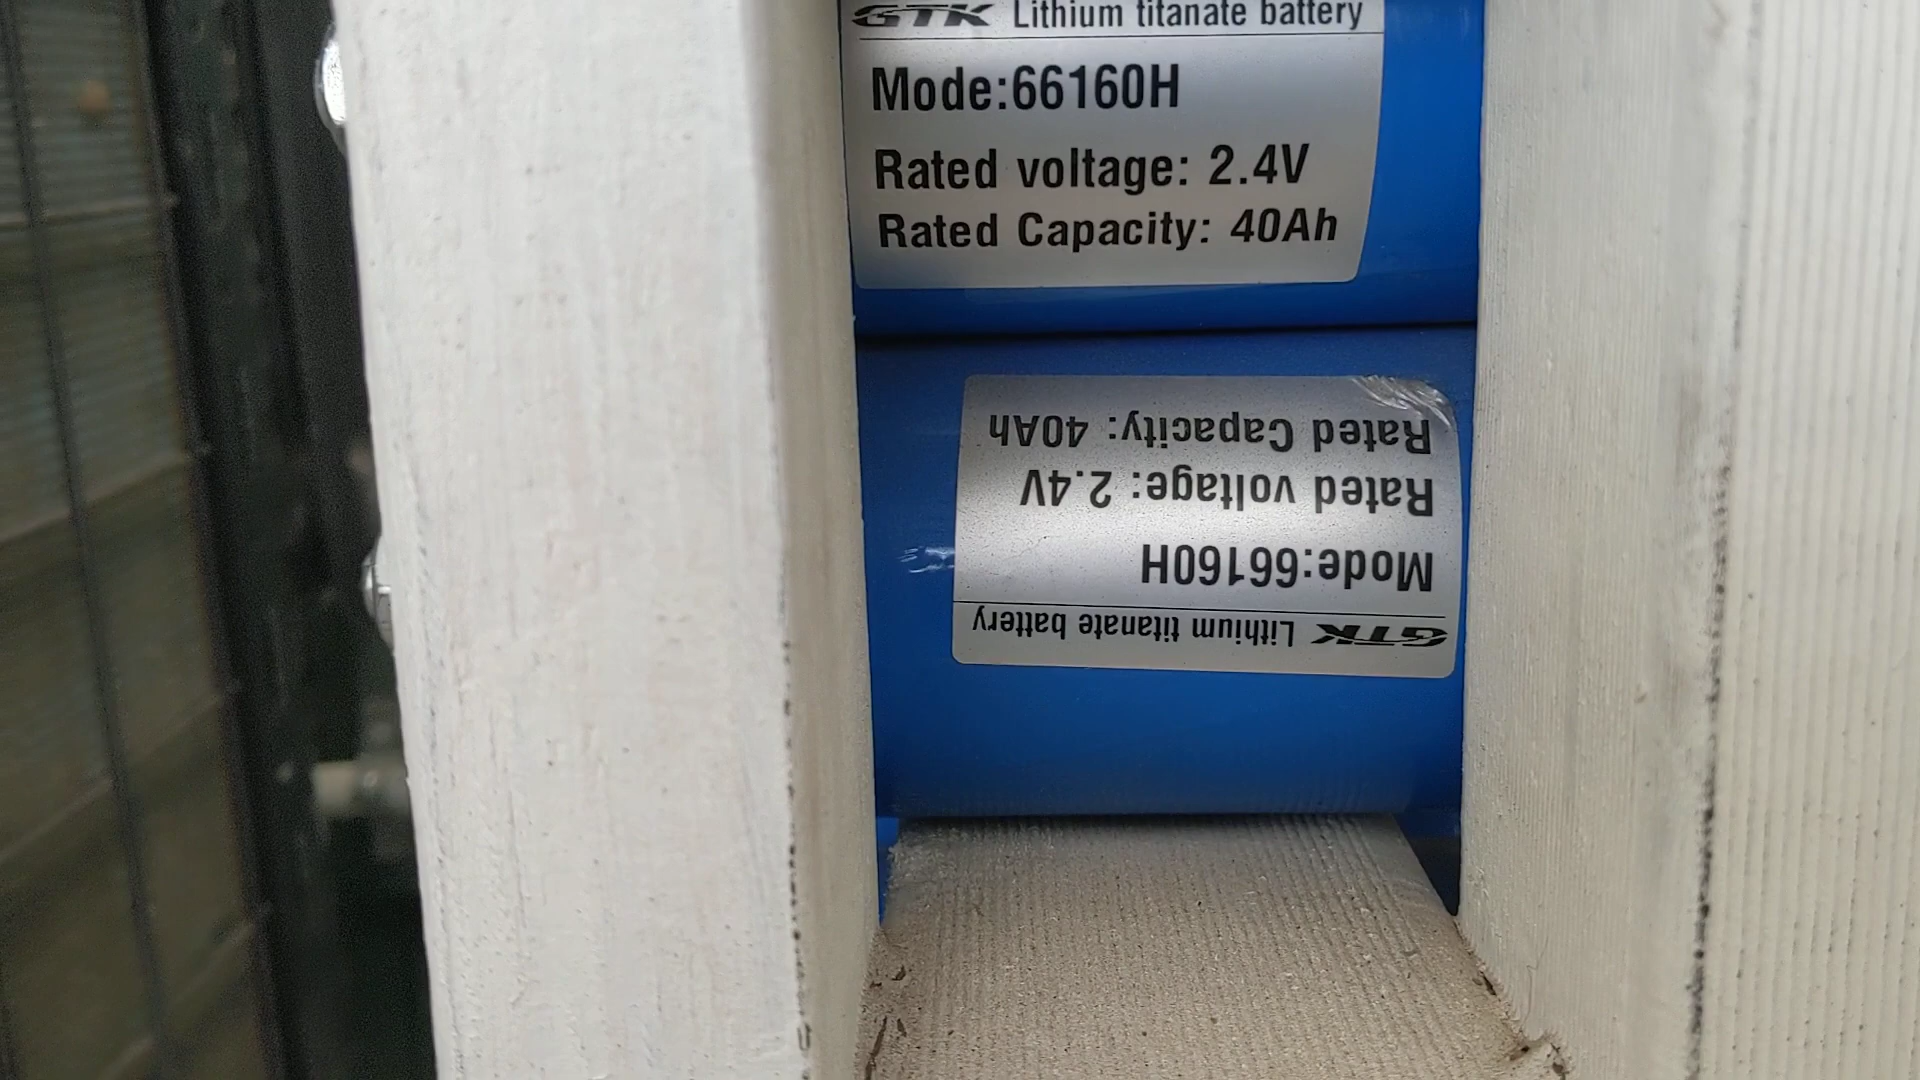 GTK Lithium titanate battery
Mode:66160H
Rated voltage: 2.4V
Rated Capacity: 40Ah
GTK Lithium titanate battery
Mode:66160H
Rated voltage: 2.4V
Rated Capacity: 40Ah